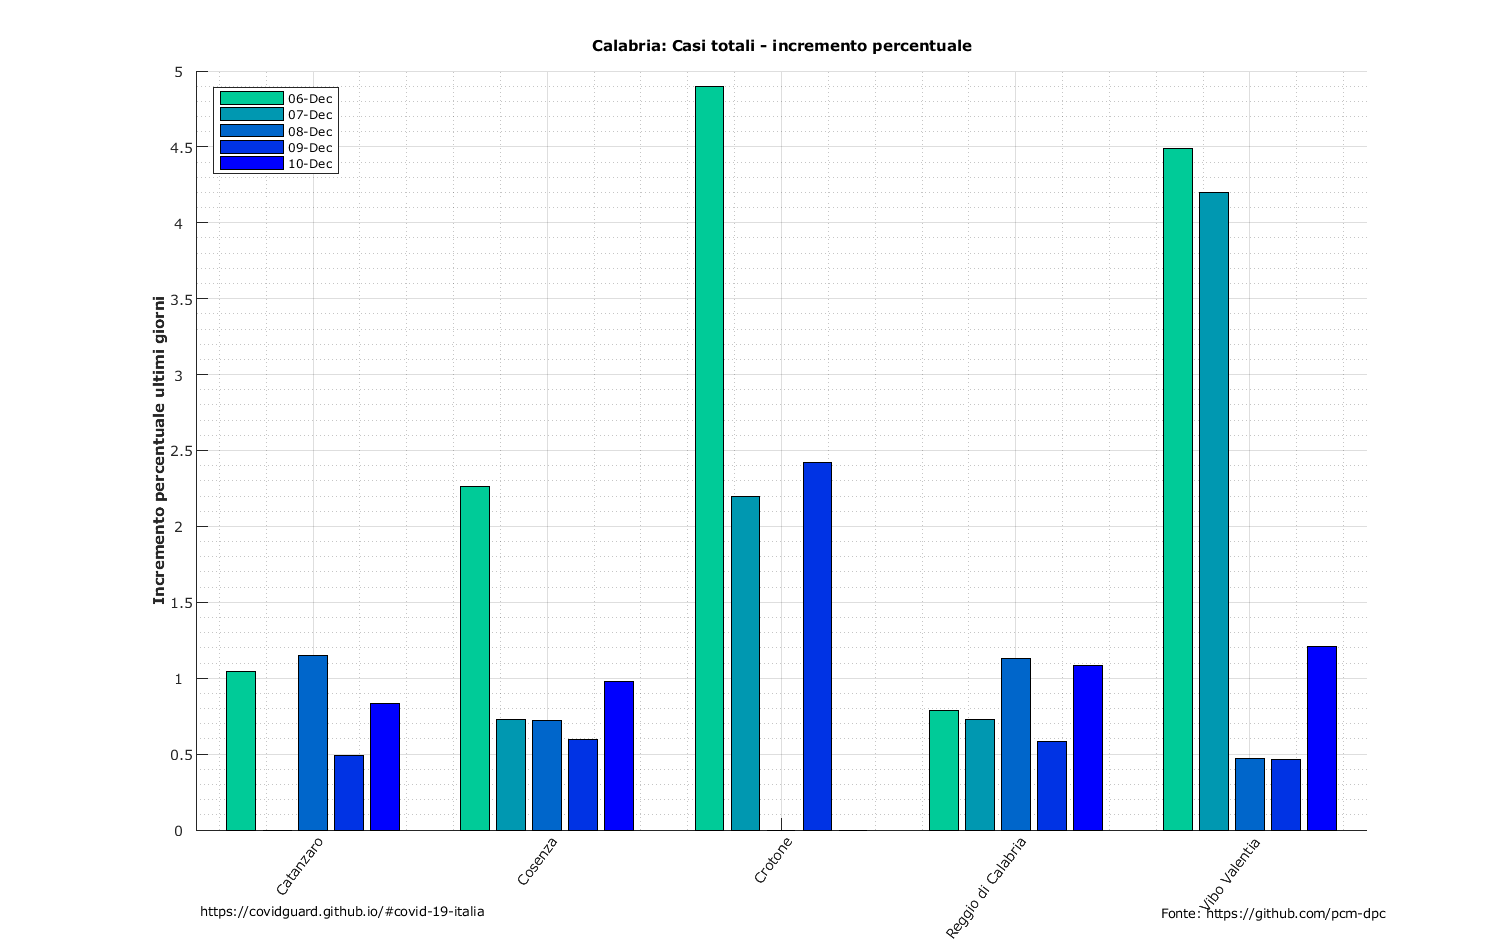 Calabria: Casi totali - incremento percentuale
Incremento percentuale ultimi giorni
5
4.5
4
3.5
3
2.5
2
1.5
1
0.5
0
06-Dec
07-Dec
08-Dec
09-Dec
10-Dec
Catanzaro
Cosenza
Crotone
Reggio di Calabria
Vibo Valentia
https://covidguard.github.io/#covid-19-italia
Fonte: https://github.com/pcm-dpc